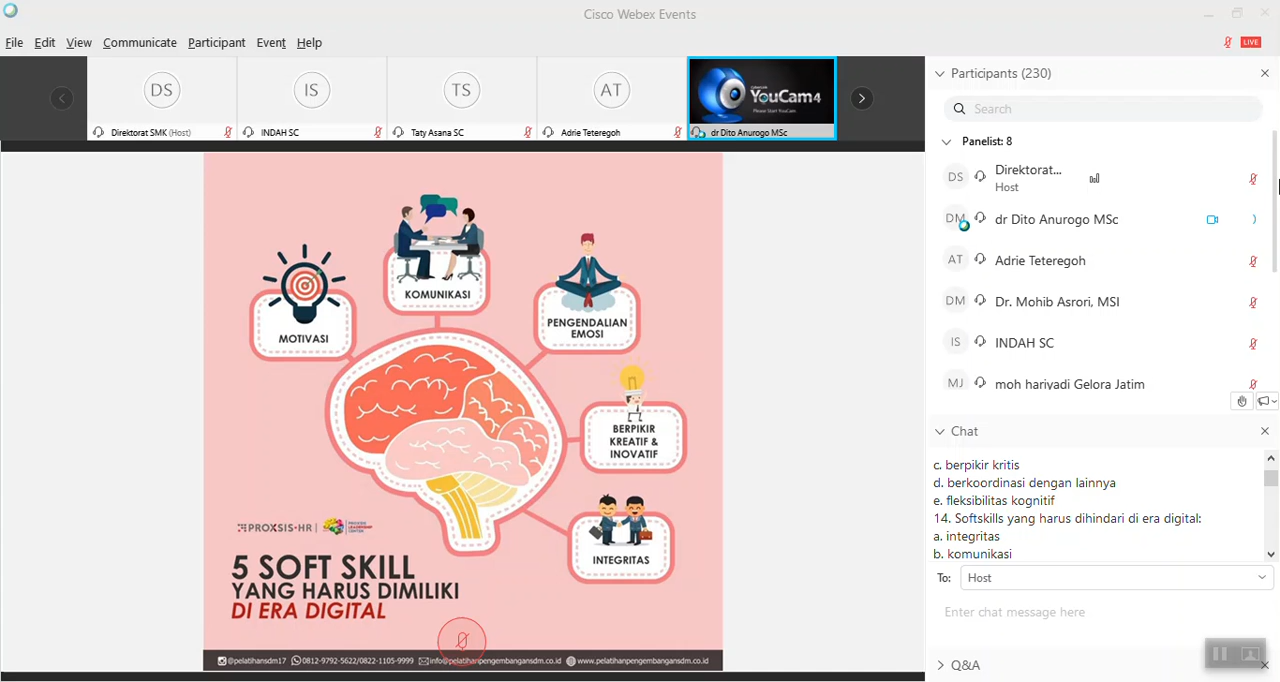 Cisco Webex Events
File Edit View Communicate Participant Event Help
LIVE
DS
Direktorat SMK (Host)
IS
INDAH SC
TS
Taty Asana SC
AT
Adrie Teteregoh
YouCam4
Please Start YouCam
dr Dito Anurogo MSc
MOTIVASI
KOMUNIKASI
PENGENDALIAN
EMOSI
BERPIKIR
KREATIF &
INOVATIF
INTEGRITAS
PROXSIS·HR
5 SOFT SKILL
YANG HARUS DIMILIKI
DI ERA DIGITAL
@pelatihansdm17 0812-9792-5622/0822-1105-9999 info@pelatihanpengembangansdm.co.id www.pelatihanpengembangansdm.co.id
Participants (230)
Search
Panelist: 8
DS Direktorat...
Host
DM dr Dito Anurogo MSc
AT Adrie Teteregoh
DM Dr. Mohib Asrori, MSI
IS INDAH SC
MJ moh hariyadi Gelora Jatim
Chat
c. berpikir kritis
d. berkoordinasi dengan lainnya
e. fleksibilitas kognitif
14. Softskills yang harus dihindari di era digital:
a. integritas
b. komunikasi
To: Host
Enter chat message here
Q&A